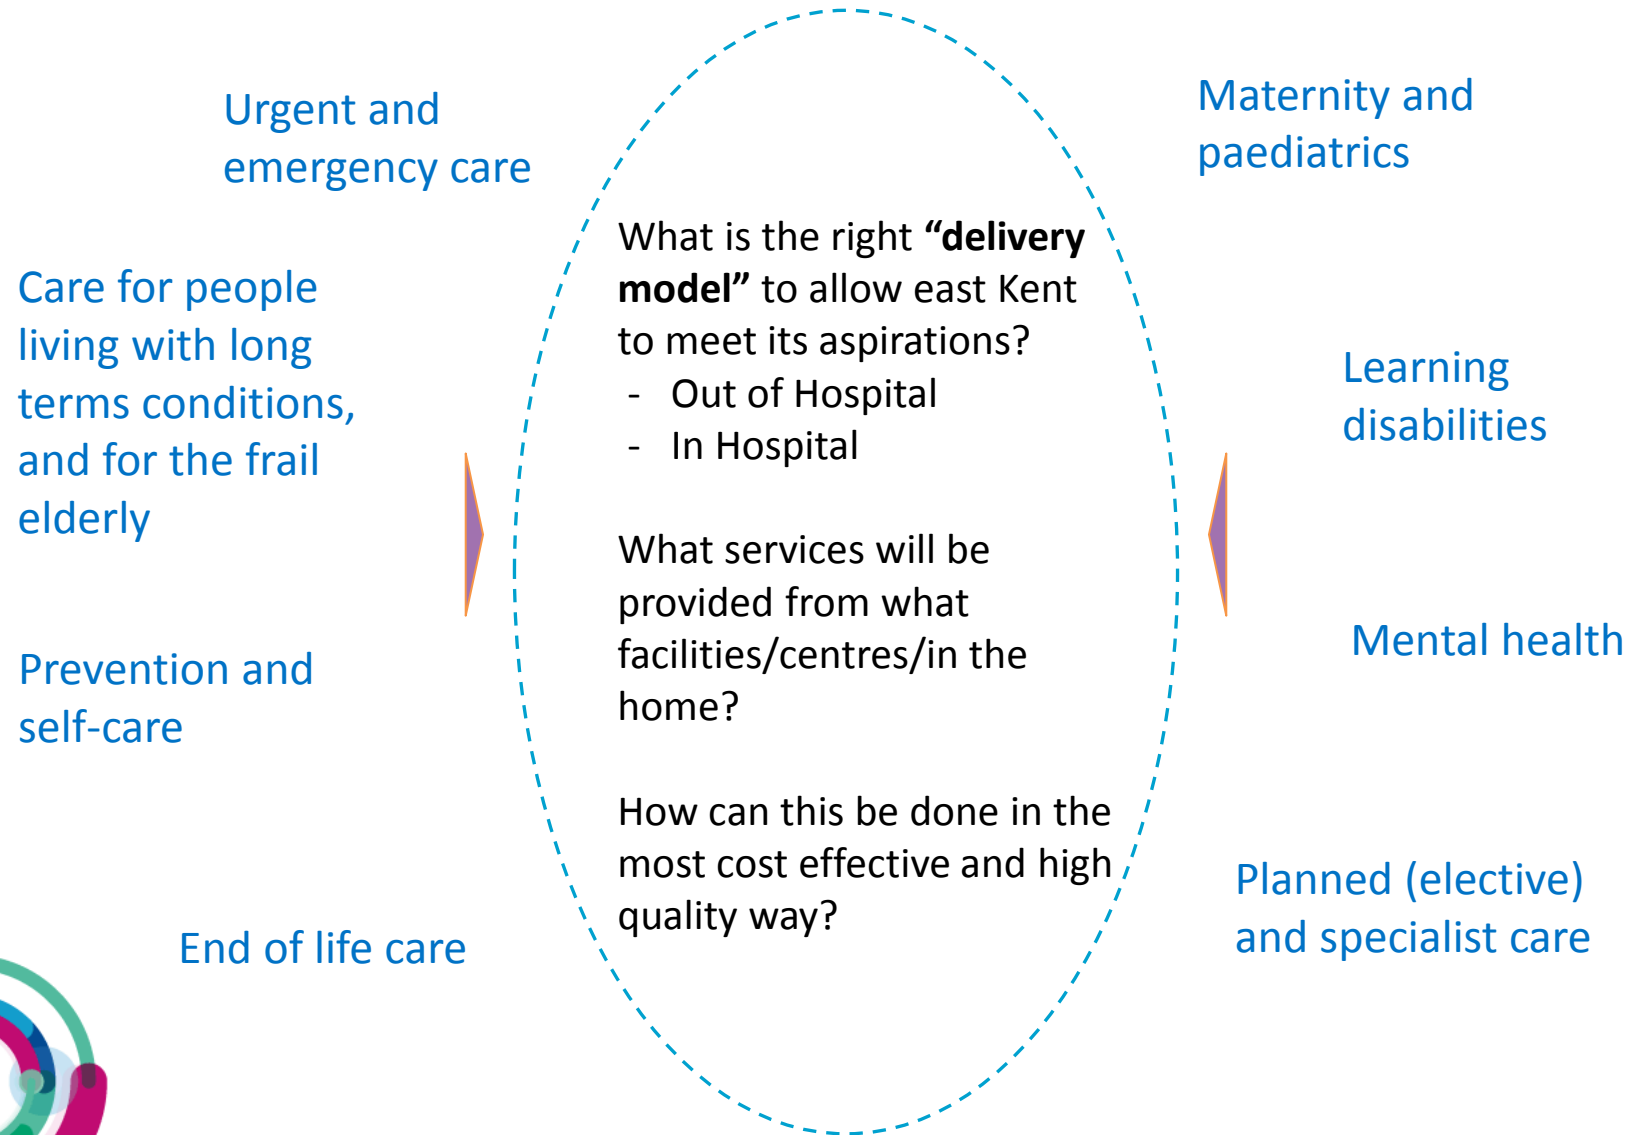 Urgent and
emergency care
Care for people
living with long
terms conditions,
and for the frail
elderly
Prevention and
self-care
End of life care
What is the right “delivery
model” to allow east Kent
to meet its aspirations?
- Out of Hospital
- In Hospital
What services will be
provided from what
facilities/centres/in the
home?
How can this be done in the
most cost effective and high
quality way?
Maternity and
paediatrics
Learning
disabilities
Mental health
Planned (elective)
and specialist care